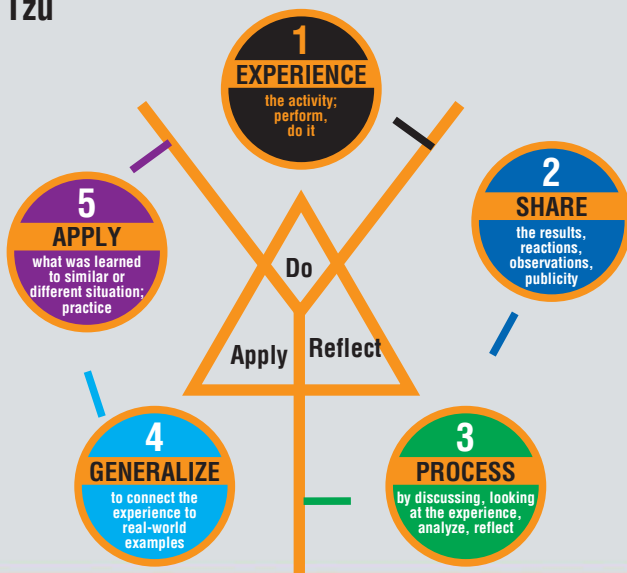 Tzu
1
EXPERIENCE
the activity;
perform,
do it
2
SHARE
the results,
reactions,
observations,
publicity
3
PROCESS
by discussing, looking
at the experience,
analyze, reflect
4
GENERALIZE
to connect the
experience to
real-world
examples
5
APPLY
what was learned
to similar or
different situation;
practice
Do
Reflect
Apply